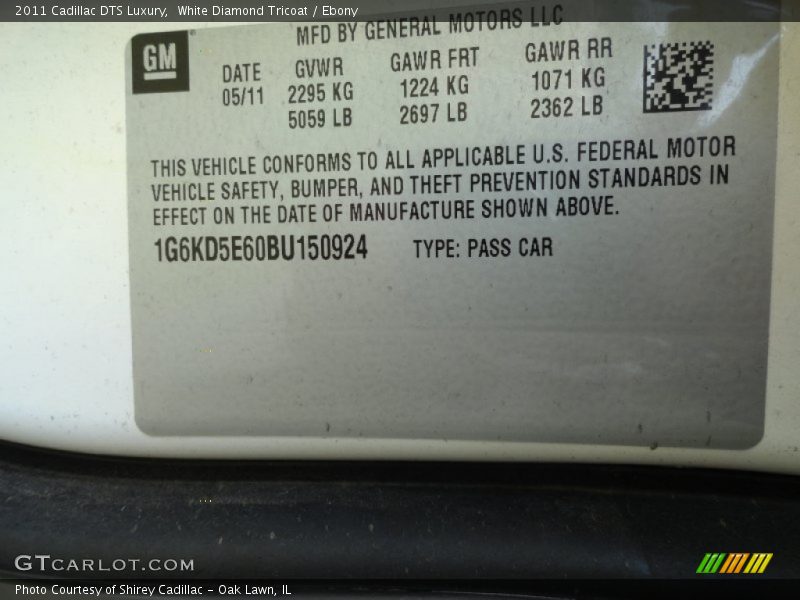 2011 Cadillac DTS Luxury, White Diamond Tricoat / Ebony
MFD BY GENERAL MOTORS LLC
GM
DATE GVWR GAWR FRT GAWR RR
05/11 2295 KG 1224 KG 1071 KG
5059 LB 2697 LB 2362 LB
THIS VEHICLE CONFORMS TO ALL APPLICABLE U.S. FEDERAL MOTOR
VEHICLE SAFETY, BUMPER, AND THEFT PREVENTION STANDARDS IN
EFFECT ON THE DATE OF MANUFACTURE SHOWN ABOVE.
1G6KD5E60BU150924 TYPE: PASS CAR
GTCARLOT.COM
Photo Courtesy of Shirey Cadillac - Oak Lawn, IL